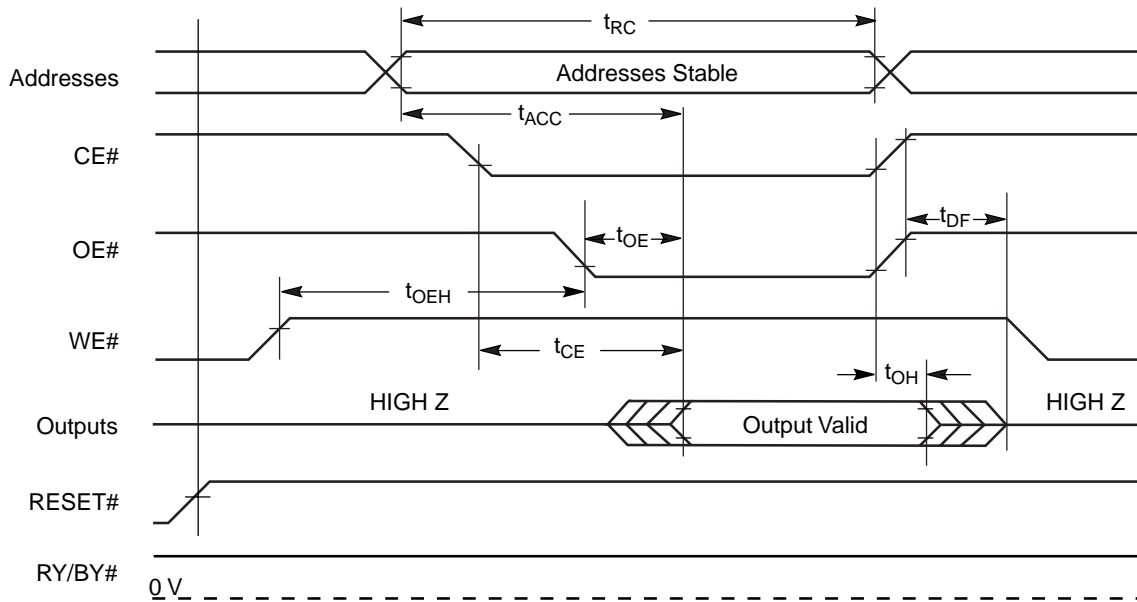 tRC
Addresses
Addresses Stable
tACC
CE#
tDF
OE#
tOE
tOEH
WE#
tCE
tOH
HIGH Z
HIGH Z
Outputs
Output Valid
RESET#
RY/BY#
0 V